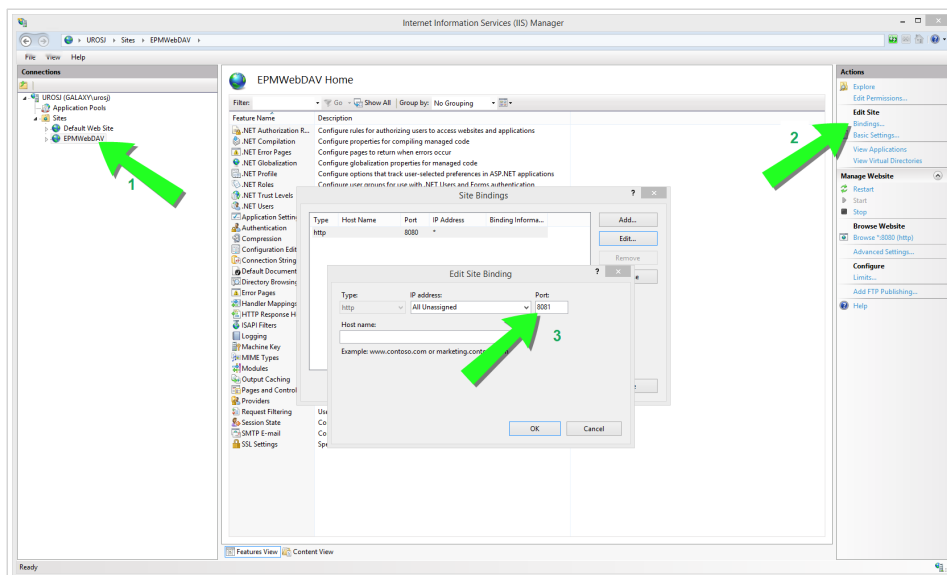 Internet Information Services (IIS) Manager
UROSJ Sites EPMWebDAV
File View Help
Connections
UROSJ (GALAXY\urosj)
Application Pools
Sites
Default Web Site
EPMWebDAV
1
EPMWebDAV Home
Filter: Go Show All Group by: No Grouping
Feature Name Description
.NET Authorization R... Configure rules for authorizing users to access websites and applications
.NET Compilation Configure properties for compiling managed code
.NET Error Pages Configure pages to return when errors occur
.NET Globalization Configure globalization properties for managed code
.NET Profile Configure options that track user-selected preferences in ASP.NET applications
.NET Roles Configure user groups for use with .NET Users and Forms authentication
.NET Trust Levels
.NET Users
Application Settin
Authentication
Compression
Configuration Edit
Connection String
Default Document
Directory Browsing
Error Pages
Handler Mappings
HTTP Response H
ISAPI Filters
Logging
Machine Key
MIME Types
Modules
Output Caching
Pages and Control
Providers
Request Filtering Use
Session State Co
SMTP E-mail Co
SSL Settings Spe
Site Bindings ? ×
Type Host Name Port IP Address Binding Informa...
http 8080 *
Add...
Edit...
Remove
e
Edit Site Binding ? ×
Type: IP address: Port:
http All Unassigned 8081
Host name:
3
Example: www.contoso.com or marketing.conto
OK Cancel
Features View Content View
Ready
Actions
Explore
Edit Permissions...
Edit Site
Bindings...
Basic Settings...
2
View Applications
View Virtual Directories
Manage Website
Restart
Start
Stop
Browse Website
Browse *:8080 (http)
Advanced Settings...
Configure
Limits...
Add FTP Publishing...
Help